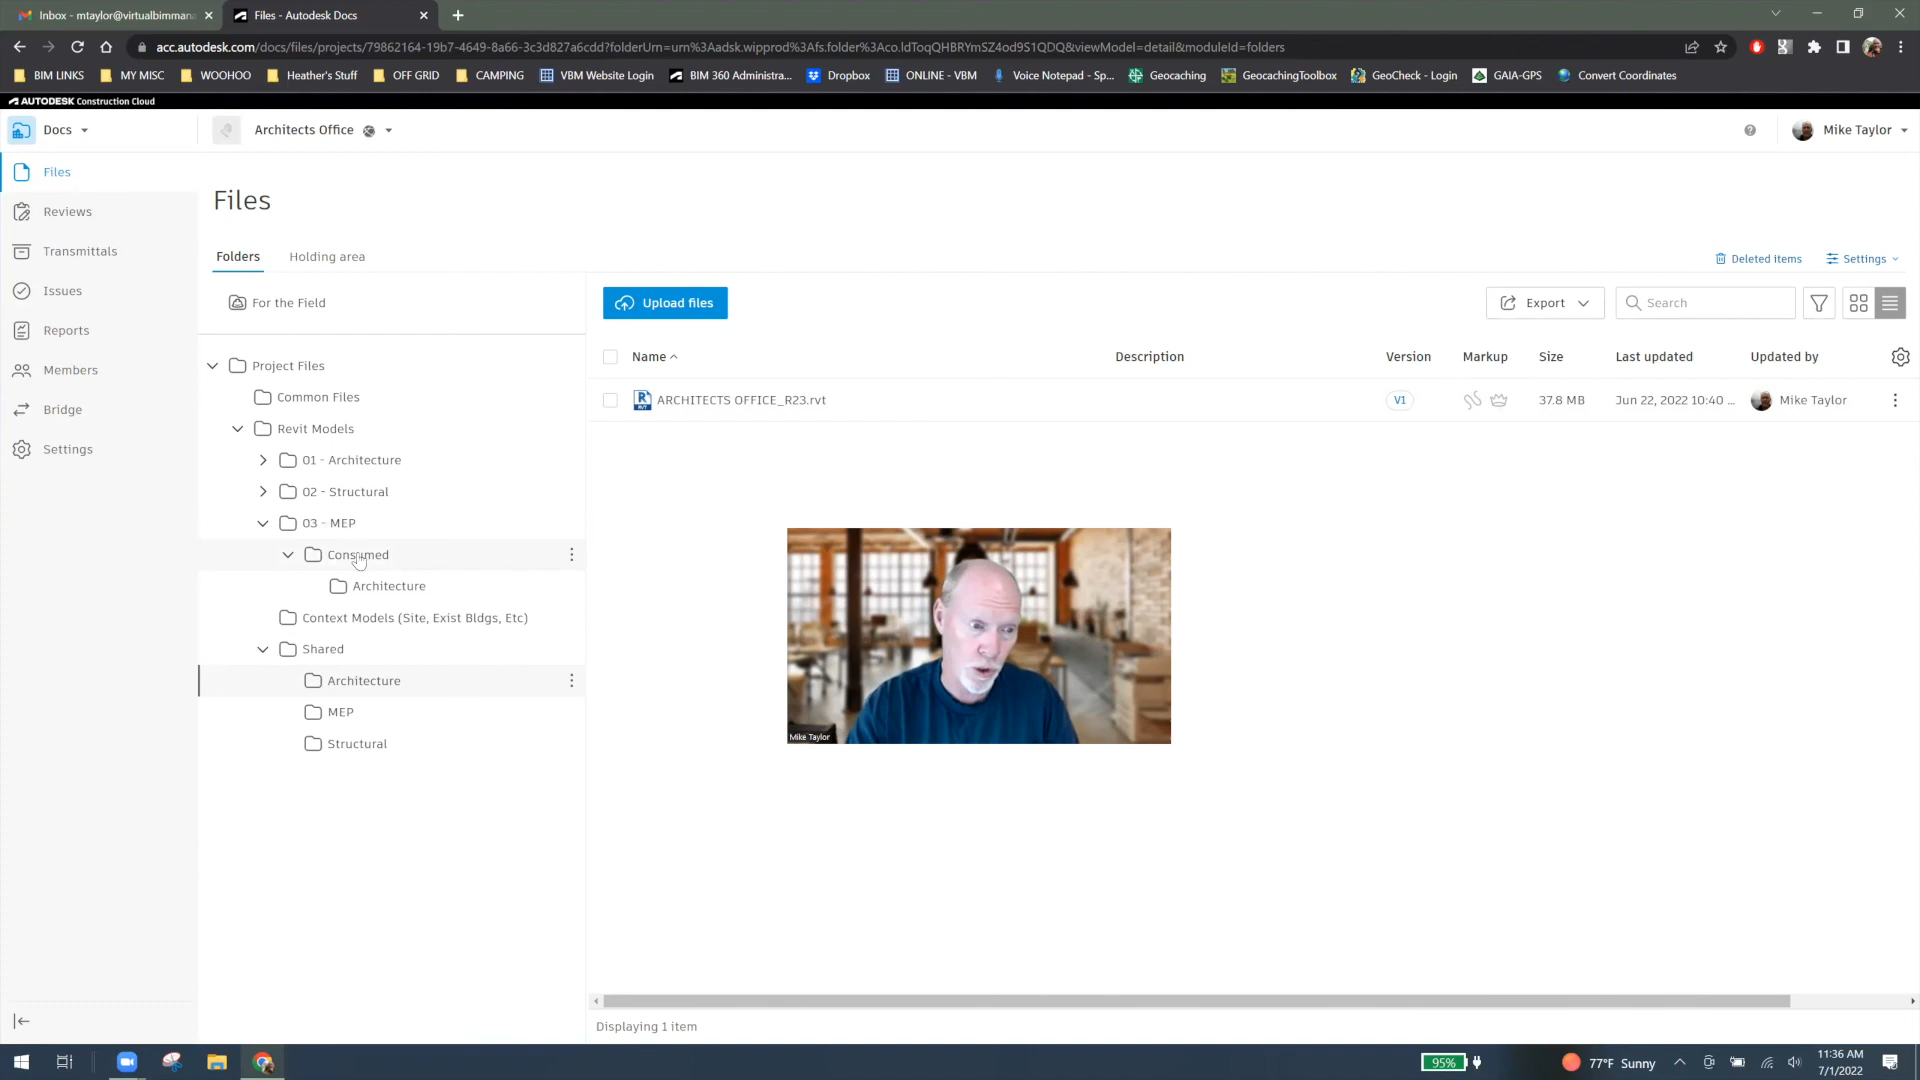 Inbox - mtaylor@virtualbimmana
Files - Autodesk Docs
acc.autodesk.com/docs/files/projects/79862164-19b7-4649-8a66-3c3d827a6cdd?folderUrn=urn%3Aadsk.wipprod%3Afs.folder%3Aco.ldToqQHBRYmSZ4od9S1QDQ&viewModel=detail&moduleId=folders
BIM LINKS
MY MISC
WOOHOO
Heather's Stuff
OFF GRID
CAMPING
VBM Website Login
BIM 360 Administra...
Dropbox
ONLINE - VBM
Voice Notepad - Sp...
Geocaching
GeocachingToolbox
GeoCheck - Login
GAIA-GPS
Convert Coordinates
AUTODESK Construction Cloud
Docs
Architects Office
Mike Taylor
Files
Reviews
Transmittals
Issues
Reports
Members
Bridge
Settings
Files
Folders
Holding area
Deleted items
Settings
For the Field
Upload files
Export
Search
Project Files
Common Files
Revit Models
01 - Architecture
02 - Structural
03 - MEP
Consumed
Architecture
Context Models (Site, Exist Bldgs, Etc)
Shared
Architecture
MEP
Structural
Name
Description
Version
Markup
Size
Last updated
Updated by
ARCHITECTS OFFICE_R23.rvt
V1
37.8 MB
Jun 22, 2022 10:40 ...
Mike Taylor
Mike Taylor
Displaying 1 item
95%
77°F Sunny
11:36 AM
7/1/2022